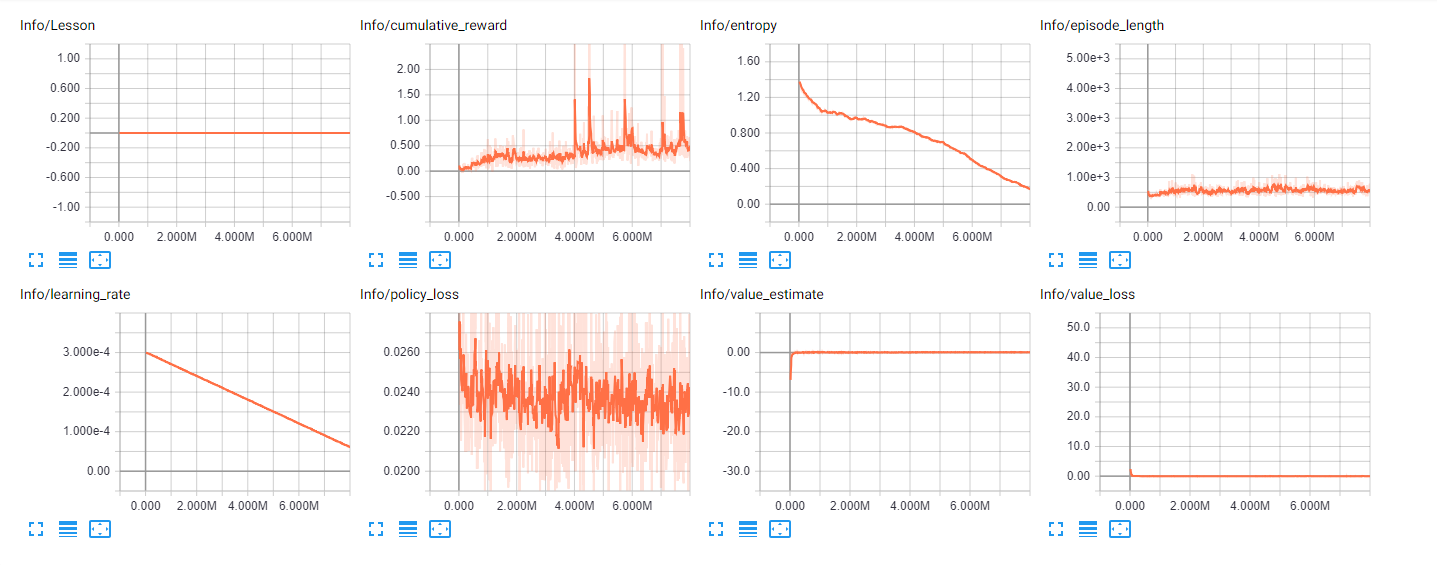 Info/Lesson
1.00
0.600
0.200
-0.200
-0.600
-1.00
0.000 2.000M 4.000M 6.000M
Info/cumulative_reward
2.00
1.50
1.00
0.500
0.00
-0.500
0.000 2.000M 4.000M 6.000M
Info/entropy
1.60
1.20
0.800
0.400
0.00
0.000 2.000M 4.000M 6.000M
Info/episode_length
5.00e+3
4.00e+3
3.00e+3
2.00e+3
1.00e+3
0.00
0.000 2.000M 4.000M 6.000M
Info/learning_rate
3.000e-4
2.000e-4
1.000e-4
0.00
0.000 2.000M 4.000M 6.000M
Info/policy_loss
0.0260
0.0240
0.0220
0.0200
0.000 2.000M 4.000M 6.000M
Info/value_estimate
0.00
-10.0
-20.0
-30.0
0.000 2.000M 4.000M 6.000M
Info/value_loss
50.0
40.0
30.0
20.0
10.0
0.00
0.000 2.000M 4.000M 6.000M